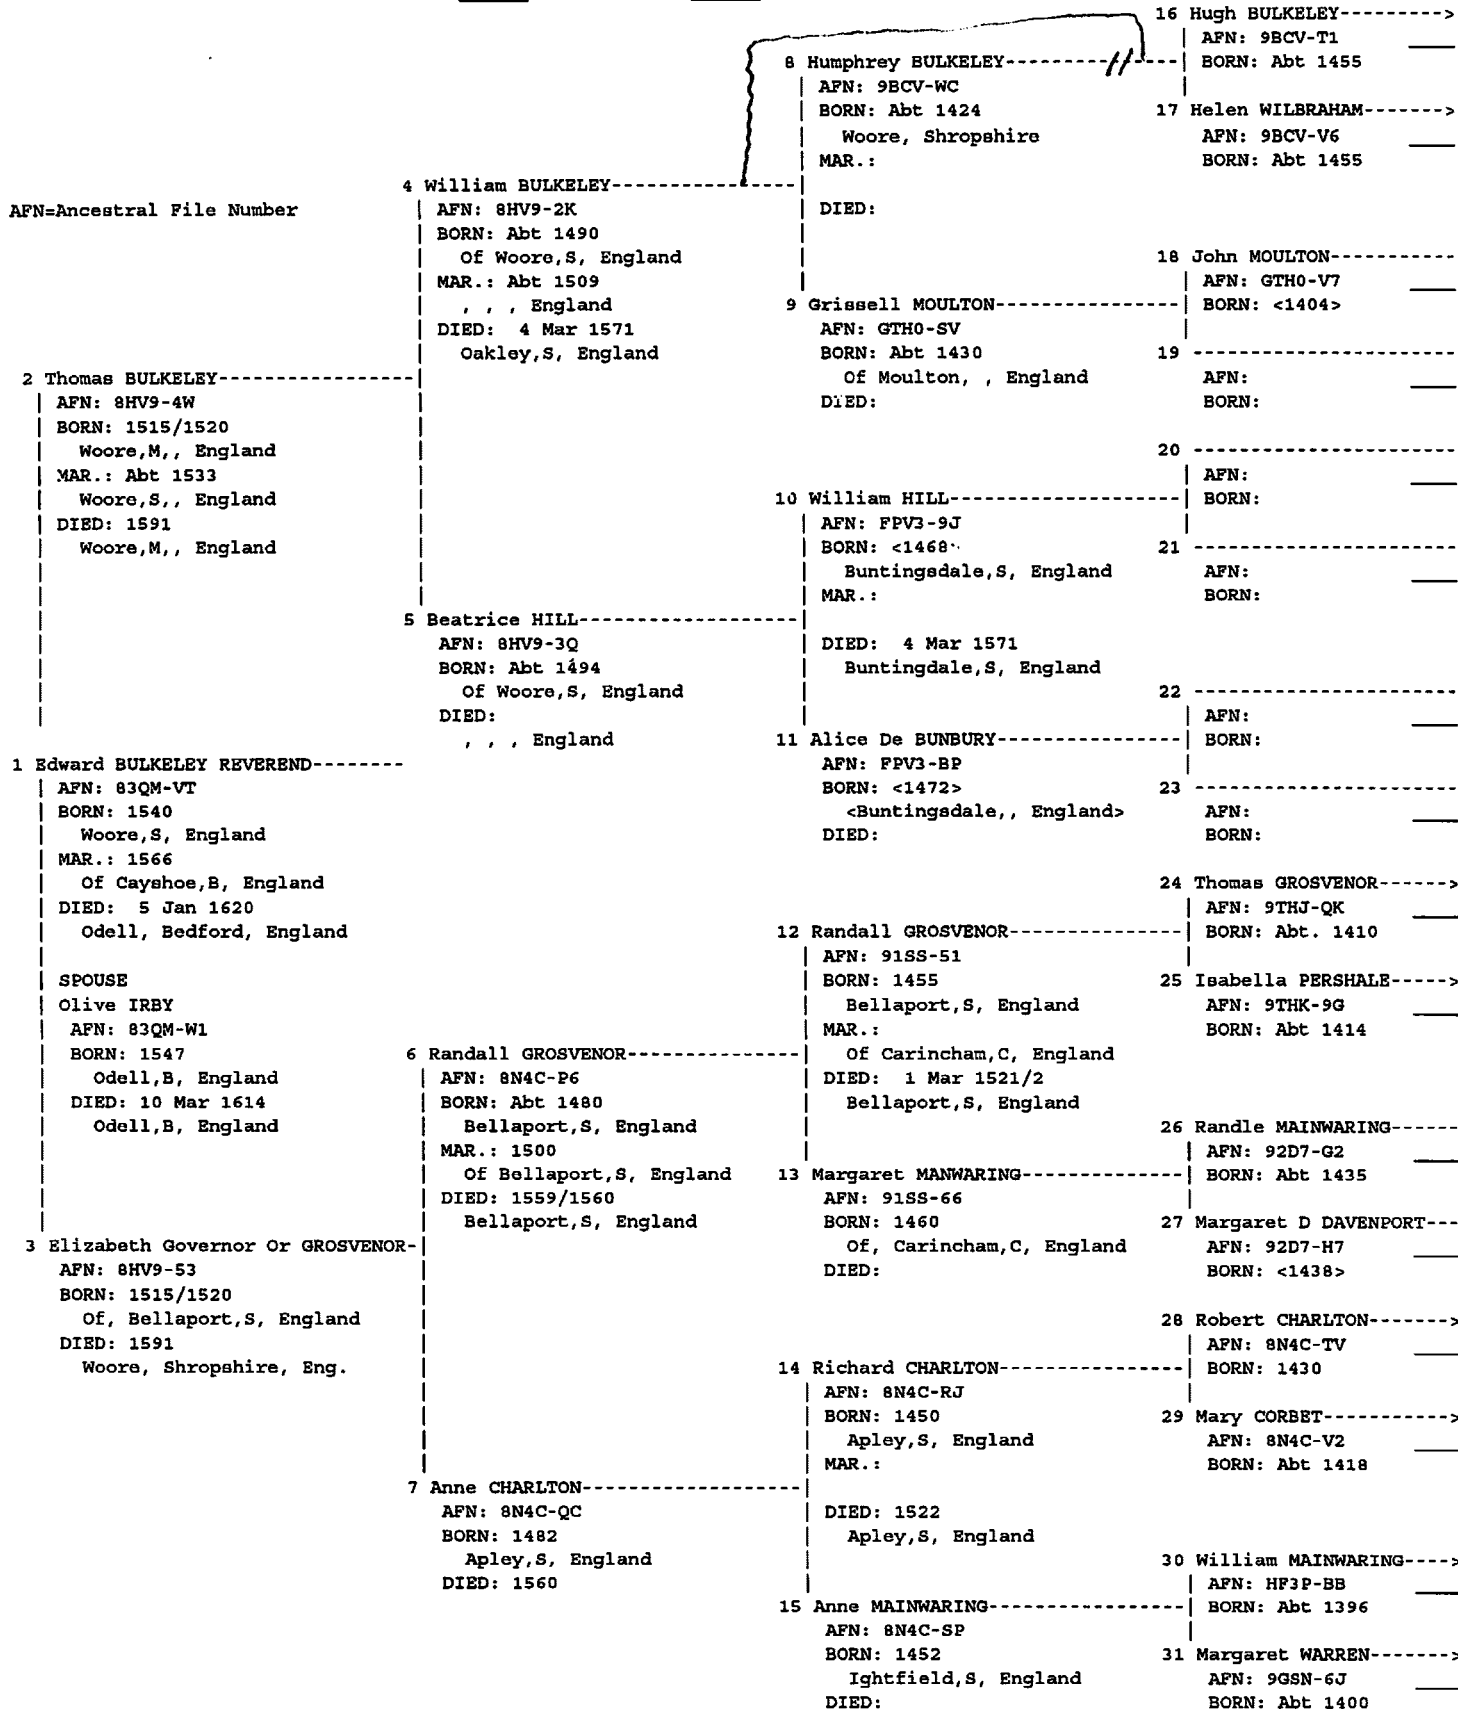 16 Hugh BULKELEY--------->
AFN: 9BCV-T1
8 Humphrey BULKELEY---------//-----| BORN: Abt 1455
AFN: 9BCV-WC
BORN: Abt 1424
17 Helen WILBRAHAM------->
Woore, Shropshire
AFN: 9BCV-V6
MAR.:
BORN: Abt 1455
4 William BULKELEY---------------
AFN=Ancestral File Number
AFN: 8HV9-2K
DIED:
BORN: Abt 1490
Of Woore,S, England
18 John MOULTON-----------
MAR.: Abt 1509
AFN: GTH0-V7
, , , England
9 Grissell MOULTON---------------| BORN: <1404>
DIED: 4 Mar 1571
AFN: GTH0-SV
Oakley,S, England
BORN: Abt 1430
19 ----------------------
2 Thomas BULKELEY----------------
Of Moulton, , England
AFN:
AFN: 8HV9-4W
DIED:
BORN:
BORN: 1515/1520
Woore,M,, England
20 ----------------------
MAR.: Abt 1533
AFN:
Woore,S,, England
10 William HILL-------------------| BORN:
DIED: 1591
AFN: FPV3-9J
Woore,M,, England
BORN: <1468
21 ----------------------
Buntingsdale,S, England
AFN:
MAR.:
BORN:
5 Beatrice HILL------------------
AFN: 8HV9-3Q
DIED: 4 Mar 1571
BORN: Abt 1494
Buntingdale,S, England
Of Woore,S, England
22 ----------------------
DIED:
AFN:
, , , England
11 Alice De BUNBURY----------------| BORN:
1 Edward BULKELEY REVEREND--------
AFN: FPV3-BP
AFN: 83QM-VT
BORN: <1472>
23 ----------------------
BORN: 1540
<Buntingsdale,, England>
AFN:
Woore,S, England
DIED:
BORN:
MAR.: 1566
Of Cayshoe,B, England
24 Thomas GROSVENOR------>
DIED: 5 Jan 1620
AFN: 9THJ-QK
Odell, Bedford, England
12 Randall GROSVENOR---------------| BORN: Abt. 1410
AFN: 91SS-51
SPOUSE
BORN: 1455
25 Isabella PERSHALE----->
Olive IRBY
Bellaport,S, England
AFN: 9THK-9G
AFN: 83QM-W1
MAR.:
BORN: Abt 1414
BORN: 1547
6 Randall GROSVENOR--------------
Of Carincham,C, England
Odell,B, England
AFN: 8N4C-P6
DIED: 1 Mar 1521/2
DIED: 10 Mar 1614
BORN: Abt 1480
Bellaport,S, England
Odell,B, England
Bellaport,S, England
26 Randle MAINWARING------
MAR.: 1500
AFN: 92D7-G2
Of Bellaport,S, England
13 Margaret MANWARING--------------| BORN: Abt 1435
DIED: 1559/1560
AFN: 91SS-66
Bellaport,S, England
BORN: 1460
27 Margaret D DAVENPORT---
3 Elizabeth Governor Or GROSVENOR-
Of, Carincham,C, England
AFN: 92D7-H7
AFN: 8HV9-53
DIED:
BORN: <1438>
BORN: 1515/1520
Of, Bellaport,S, England
28 Robert CHARLTON------->
DIED: 1591
AFN: 8N4C-TV
Woore, Shropshire, Eng.
14 Richard CHARLTON----------------| BORN: 1430
AFN: 8N4C-RJ
BORN: 1450
29 Mary CORBET----------->
Apley,S, England
AFN: 8N4C-V2
MAR.:
BORN: Abt 1418
7 Anne CHARLTON------------------
AFN: 8N4C-QC
DIED: 1522
BORN: 1482
Apley,S, England
Apley,S, England
30 William MAINWARING---->
DIED: 1560
AFN: HF3P-BB
15 Anne MAINWARING-----------------| BORN: Abt 1396
AFN: 8N4C-SP
BORN: 1452
31 Margaret WARREN------->
Ightfield,S, England
AFN: 9GSN-6J
DIED:
BORN: Abt 1400